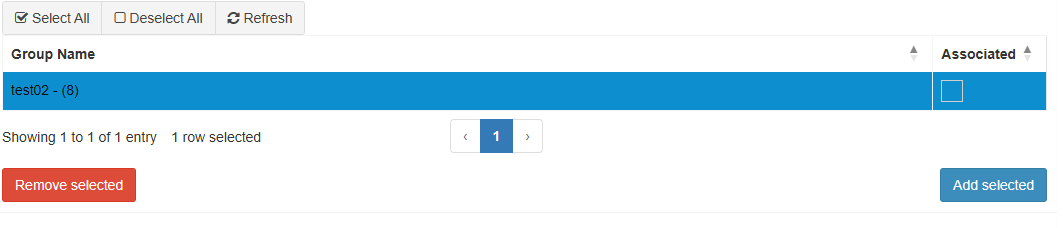 Select All Deselect All Refresh
Group Name Associated
test02 - (8)
Showing 1 to 1 of 1 entry 1 row selected ‹ 1 ›
Remove selected Add selected